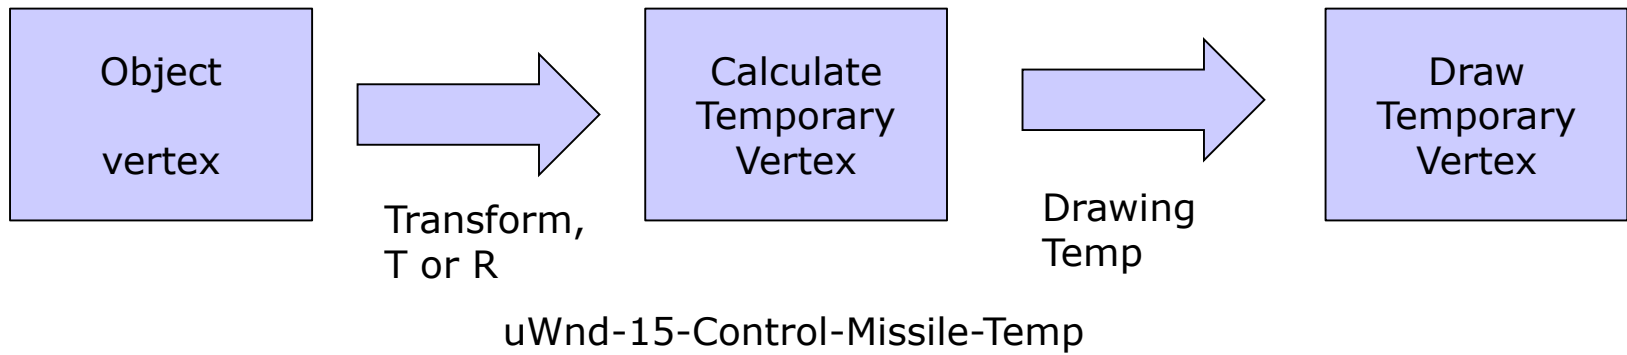 Object
vertex
Transform,
T or R
Calculate
Temporary
Vertex
Drawing
Temp
Draw
Temporary
Vertex
uWnd-15-Control-Missile-Temp